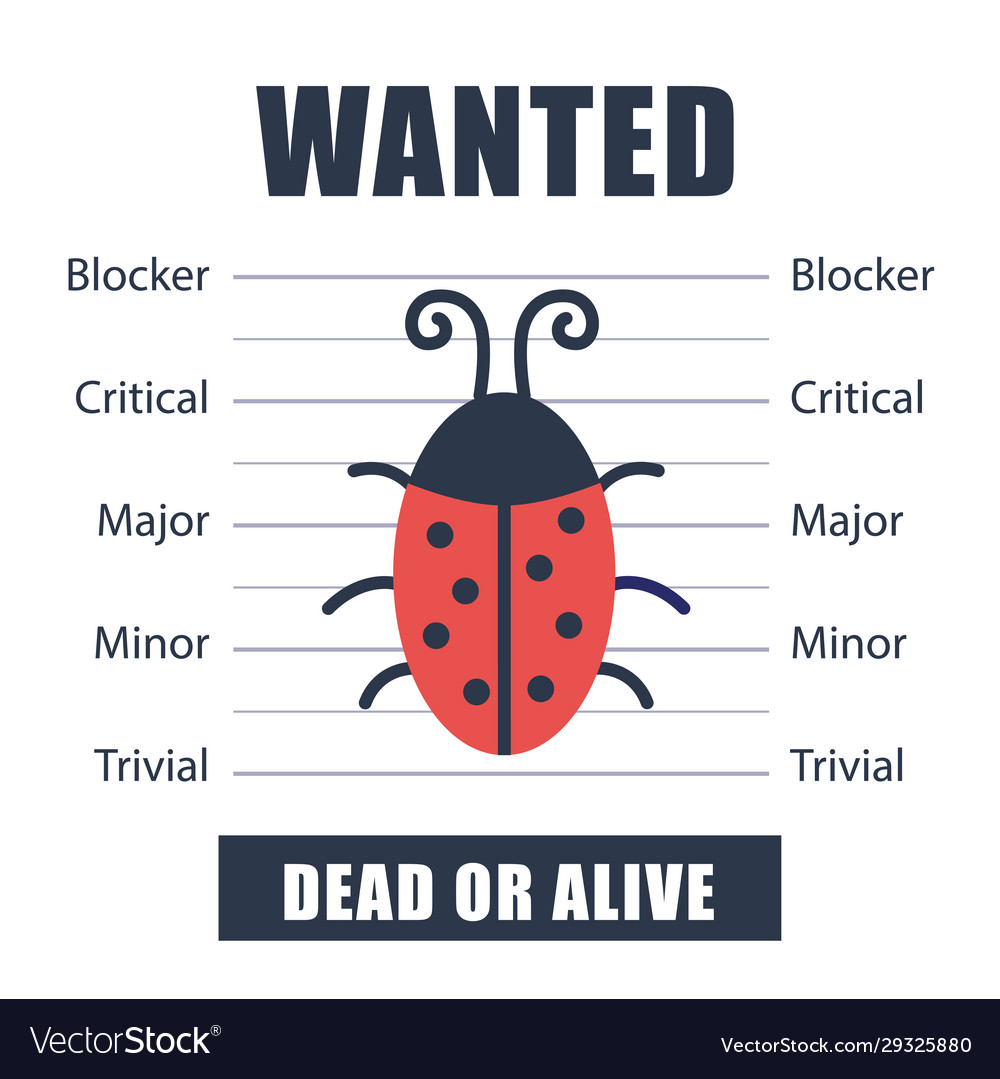 WANTED
Blocker Blocker
Critical Critical
Major Major
Minor Minor
Trivial Trivial
DEAD OR ALIVE
VectorStock® VectorStock.com/29325880